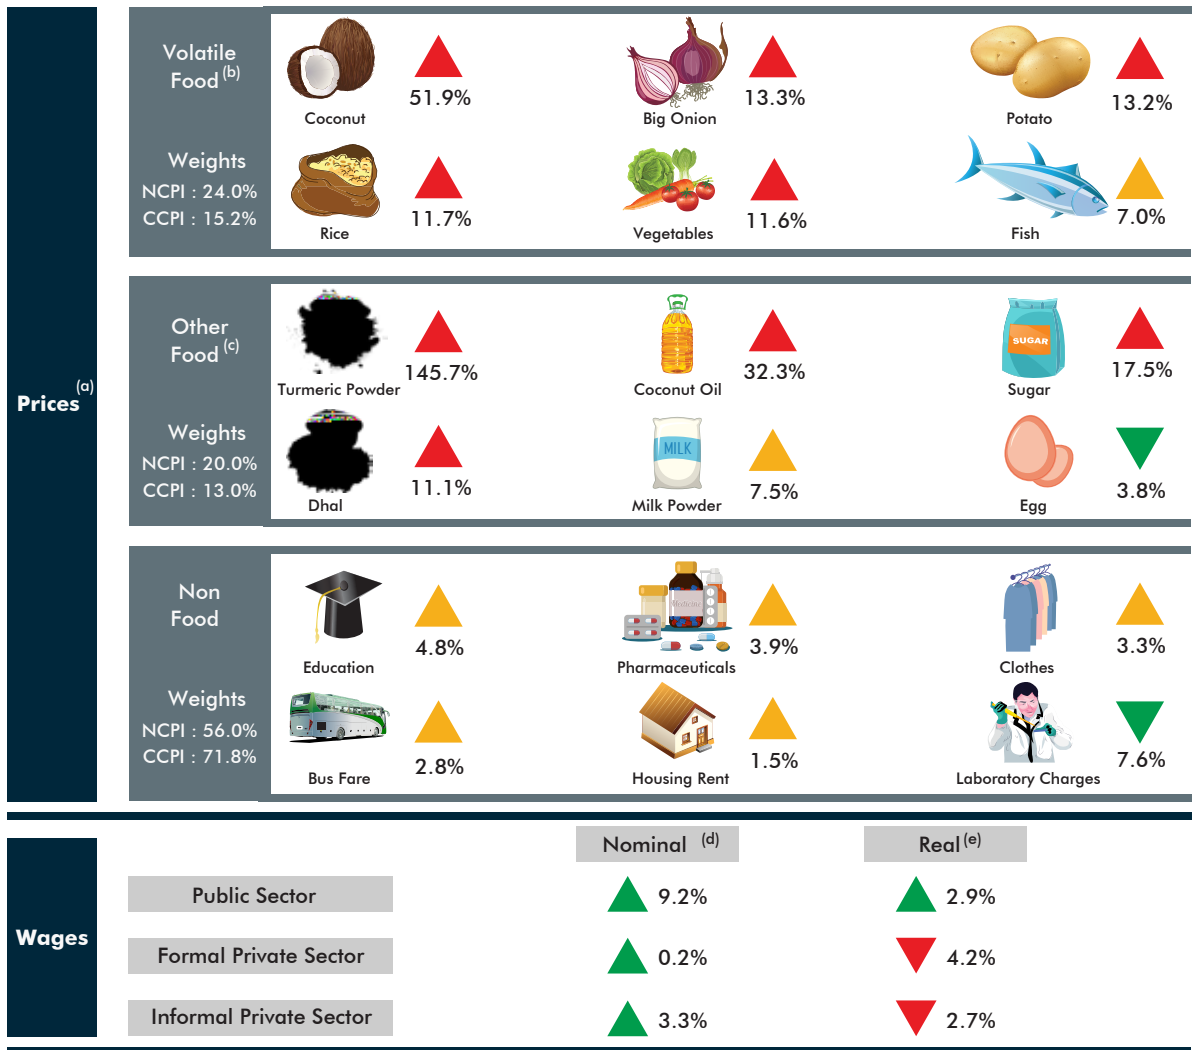 Prices (a)
Volatile
Food (b)
Weights
NCPI : 24.0%
CCPI : 15.2%
Coconut
51.9%
Big Onion
13.3%
Potato
13.2%
Rice
11.7%
Vegetables
11.6%
Fish
7.0%
Other
Food (c)
Weights
NCPI : 20.0%
CCPI : 13.0%
Turmeric Powder
145.7%
Coconut Oil
32.3%
SUGAR
Sugar
17.5%
Dhal
11.1%
MILK
Milk Powder
7.5%
Egg
3.8%
Non
Food
Weights
NCPI : 56.0%
CCPI : 71.8%
Education
4.8%
Medicine
Pharmaceuticals
3.9%
Clothes
3.3%
Bus Fare
2.8%
Housing Rent
1.5%
Laboratory Charges
7.6%
Wages
Nominal (d)
Real (e)
Public Sector
9.2%
2.9%
Formal Private Sector
0.2%
4.2%
Informal Private Sector
3.3%
2.7%